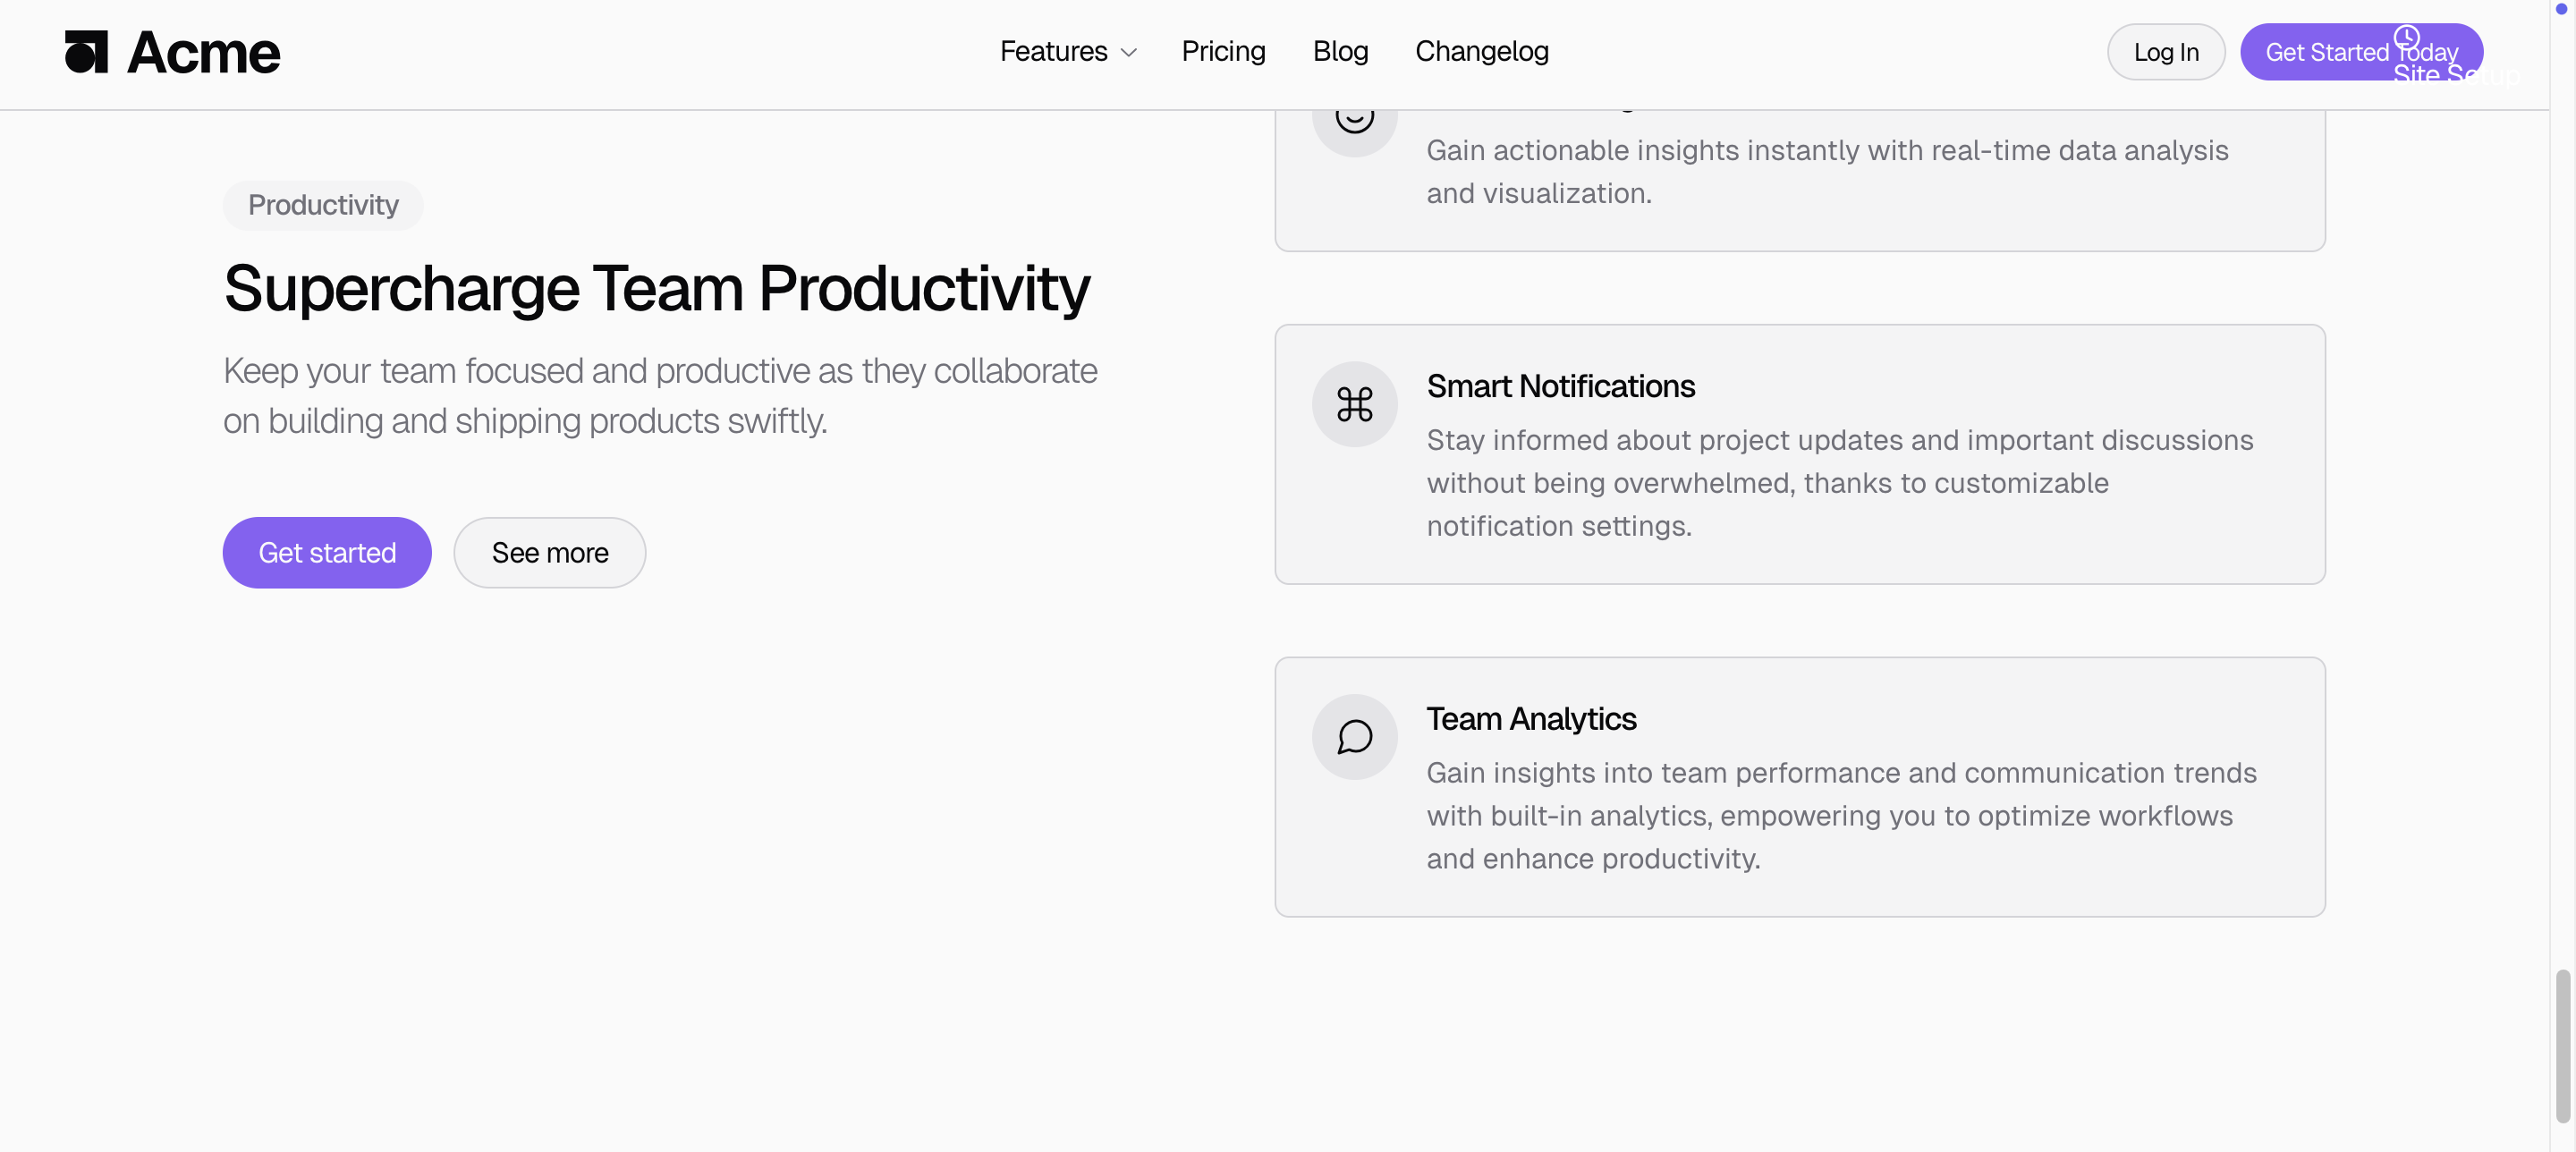 Acme
Features
Pricing
Blog
Changelog
Log In
Get Started Today
Site Setup
Productivity
Supercharge Team Productivity
Keep your team focused and productive as they collaborate
on building and shipping products swiftly.
Get started
See more
Gain actionable insights instantly with real-time data analysis
and visualization.
Smart Notifications
Stay informed about project updates and important discussions
without being overwhelmed, thanks to customizable
notification settings.
Team Analytics
Gain insights into team performance and communication trends
with built-in analytics, empowering you to optimize workflows
and enhance productivity.